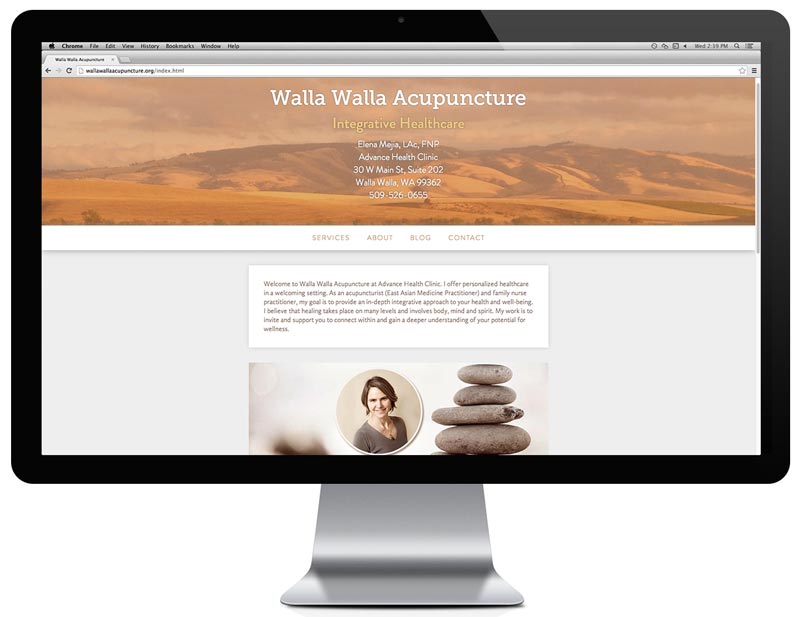 Chrome File Edit View History Bookmarks Window Help Wed 2:39 PM
Walla Walla Acupuncture
wallawallaacupuncture.org/index.html
Walla Walla Acupuncture
Integrative Healthcare
Elena Mejia, LAc, FNP
Advance Health Clinic
30 W Main St, Suite 202
Walla Walla, WA 99362
509-526-0655
SERVICES ABOUT BLOG CONTACT
Welcome to Walla Walla Acupuncture at Advance Health Clinic. I offer personalized healthcare
in a welcoming setting. As an acupuncturist (East Asian Medicine Practitioner) and family nurse
practitioner, my goal is to provide an in-depth integrative approach to your health and well-being.
I believe that healing takes place on many levels and involves body, mind and spirit. My work is to
invite and support you to connect within and gain a deeper understanding of your potential for
wellness.